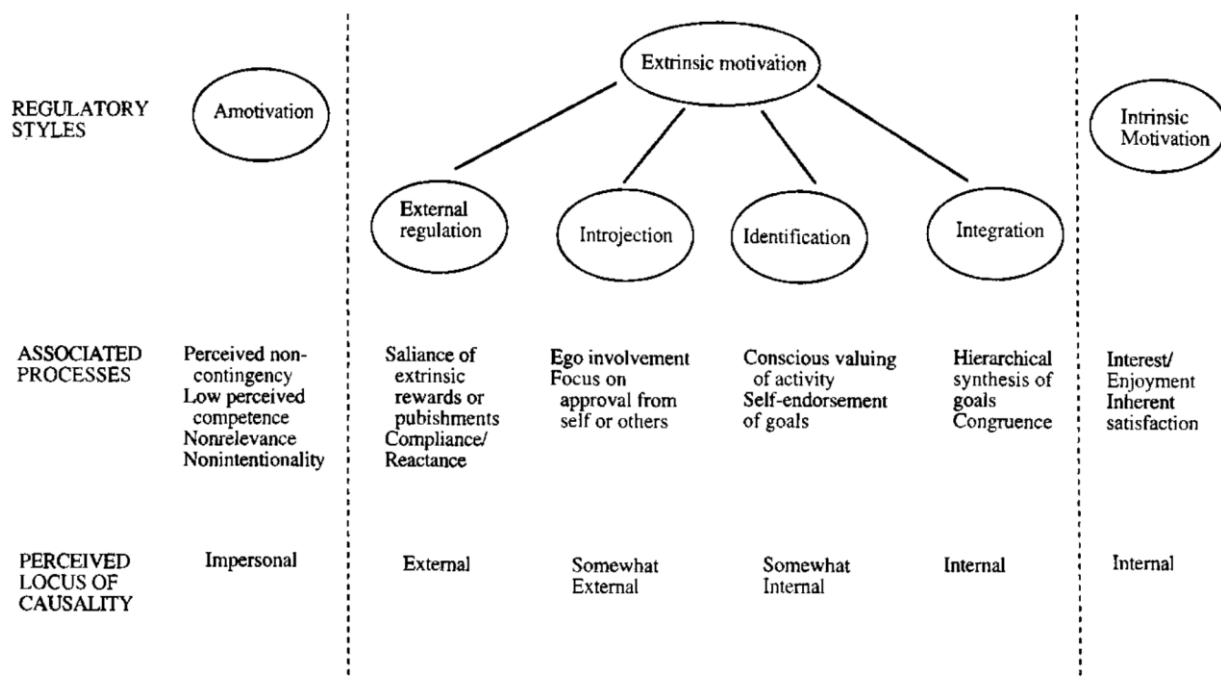 Extrinsic motivation
REGULATORY
STYLES
Amotivation
Intrinsic
Motivation
External
regulation
Introjection
Identification
Integration
ASSOCIATED
PROCESSES
Perceived non-
contingency
Low perceived
competence
Nonrelevance
Nonintentionality
Saliance of
extrinsic
rewards or
pubishments
Compliance/
Reactance
Ego involvement
Focus on
approval from
self or others
Conscious valuing
of activity
Self-endorsement
of goals
Hierarchical
synthesis of
goals
Congruence
Interest/
Enjoyment
Inherent
satisfaction
PERCEIVED
LOCUS OF
CAUSALITY
Impersonal
External
Somewhat
External
Somewhat
Internal
Internal
Internal